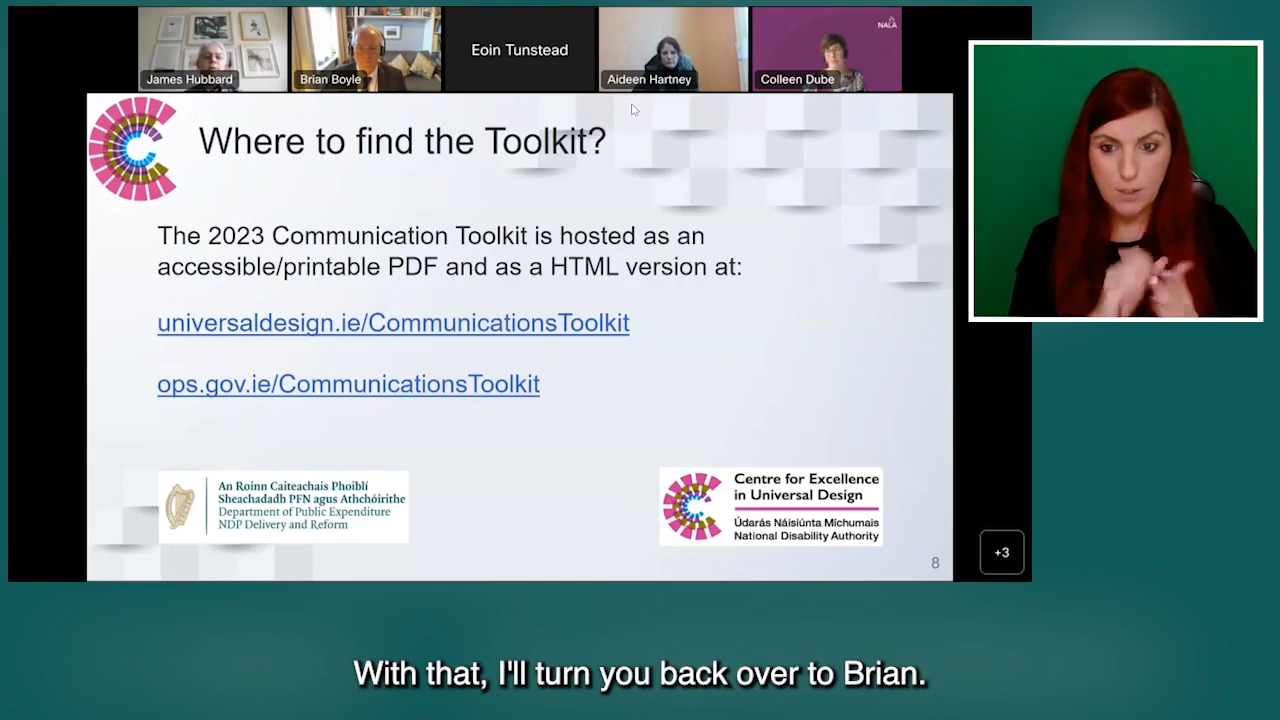 James Hubbard
Brian Boyle
Eoin Tunstead
Aideen Hartney
Colleen Dube
NALA
Where to find the Toolkit?
The 2023 Communication Toolkit is hosted as an
accessible/printable PDF and as a HTML version at:
universaldesign.ie/CommunicationsToolkit
ops.gov.ie/CommunicationsToolkit
An Roinn Caiteachais Phoiblí
Sheachadadh PFN agus Athchóirithe
Department of Public Expenditure
NDP Delivery and Reform
Centre for Excellence
in Universal Design
Údarás Náisiúnta Míchumais
National Disability Authority
8
+3
With that, I'll turn you back over to Brian.